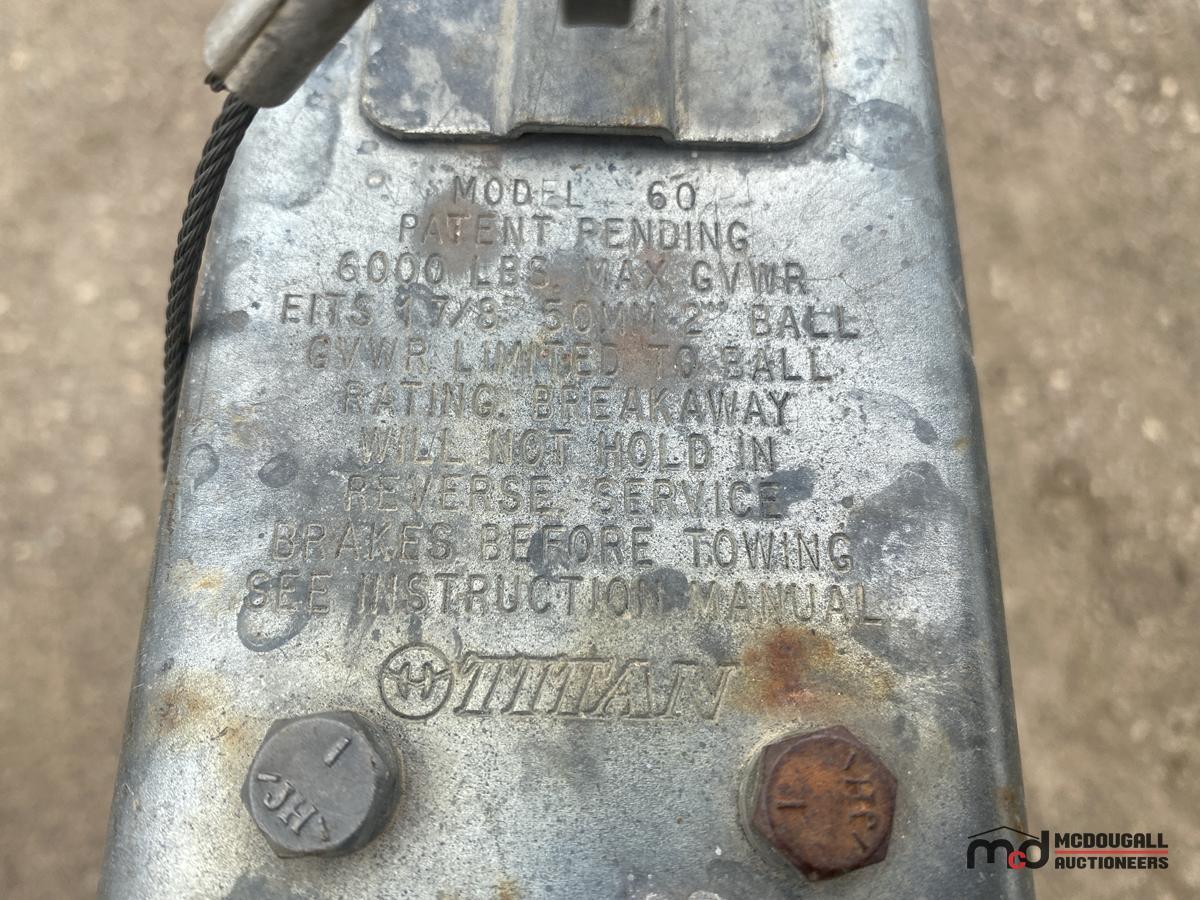 MODEL 60
PATENT PENDING
6000 LBS. MAX GVWR
FITS 1 7/8" 50MM 2" BALL
GVWR LIMITED TO BALL
RATING. BREAKAWAY
WILL NOT HOLD IN
REVERSE. SERVICE
BRAKES BEFORE TOWING
SEE INSTRUCTION MANUAL
TITAN
JH
JH
mcd MCDOUGALL
AUCTIONEERS